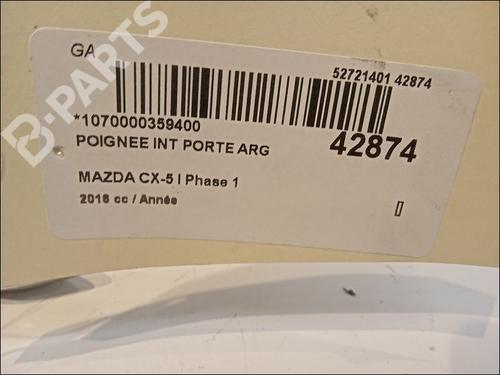 GA
B-PARTS
52721401 42874
*1070000359400
42874
POIGNEE INT PORTE ARG
MAZDA CX-5 I Phase 1
2016 cc / Année